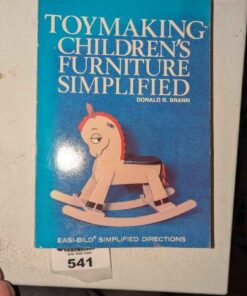 TOYMAKING
CHILDREN'S
FURNITURE
SIMPLIFIED
DONALD R. BRANN
EASI-BILD® SIMPLIFIED DIRECTIONS
541